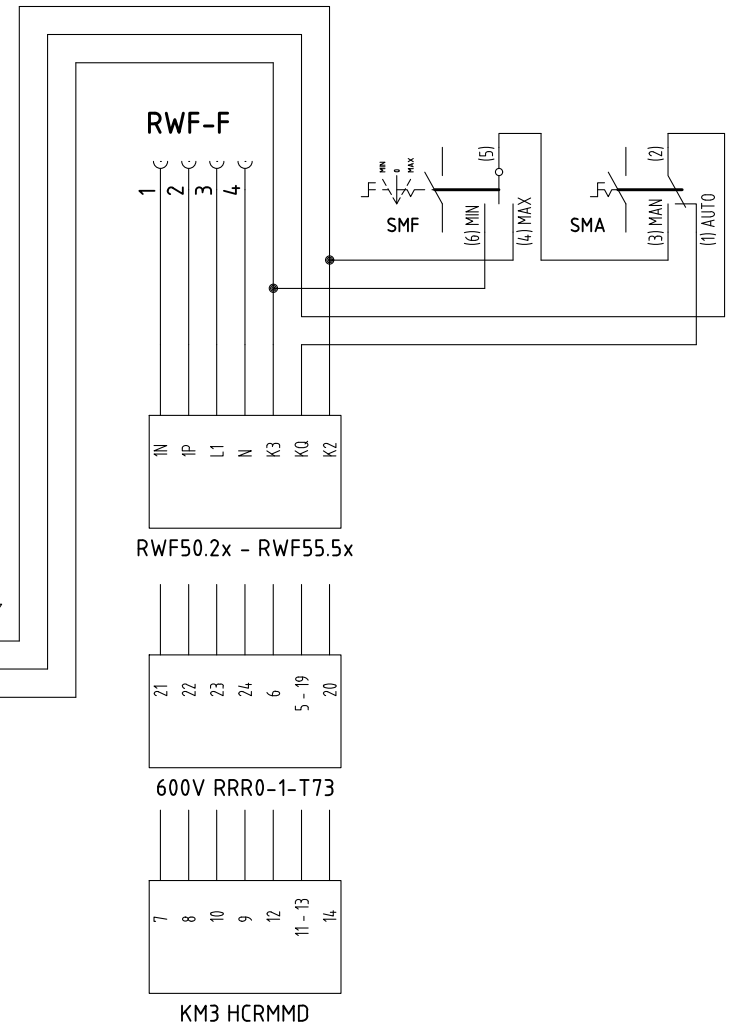 RWF-F
1 2 3 4
MIN 0 MAX
SMF
(6) MIN
(5)
(4) MAX
SMA
(3) MAN
(2)
(1) AUTO
1N 1P L1 N K3 KQ K2
RWF50.2x - RWF55.5x
21 22 23 24 6 5 - 19 20
600V RRR0-1-T73
7 8 10 9 12 11 - 13 14
KM3 HCRMMD